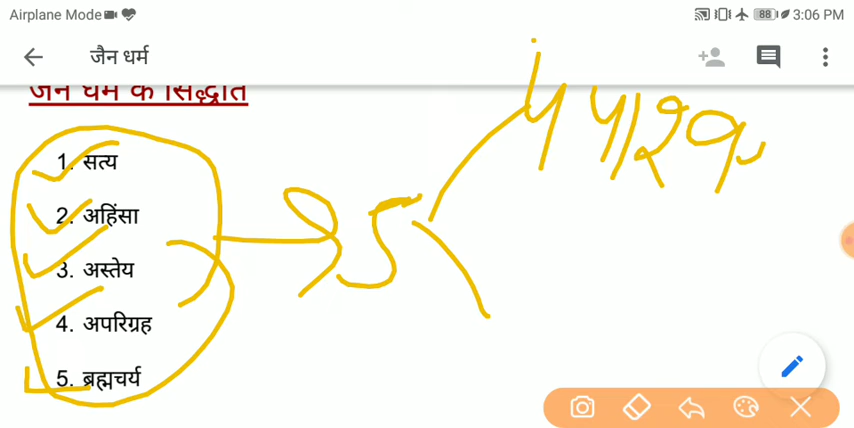 Airplane Mode 88 3:06 PM
जैन धर्म
जैन धर्म के सिद्धांत
1. सत्य
2. अहिंसा
3. अस्तेय
4. अपरिग्रह
5. ब्रह्मचर्य